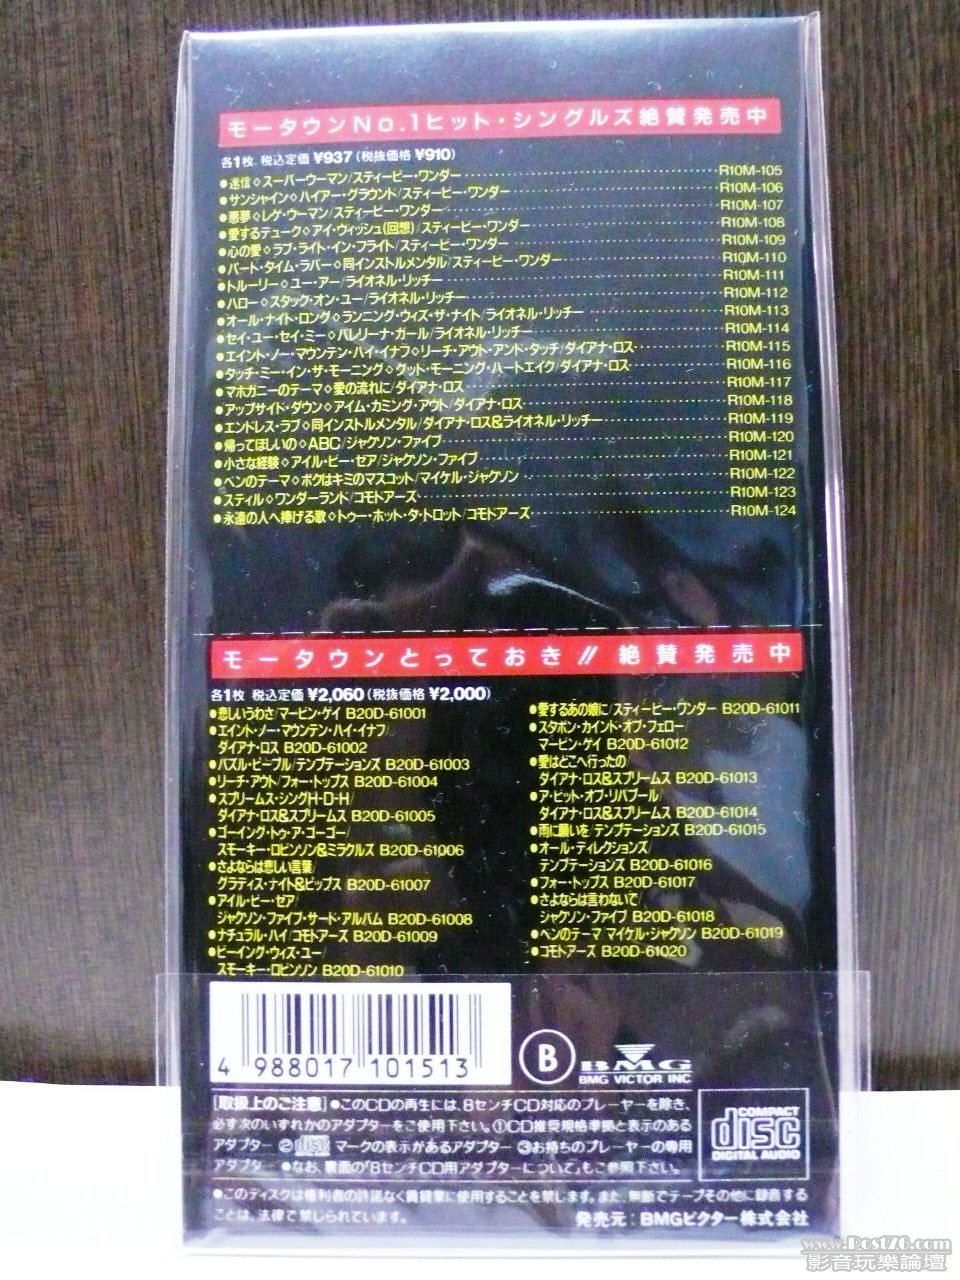 モータウンNo.1ヒット・シングルズ絶賛発売中
各1枚 税込定価 ¥937(税抜価格 ¥910)
●迷信◇スーパーウーマン/スティービー・ワンダー R10M-105
●サンシャイン◇ハイアー・グラウンド/スティービー・ワンダー R10M-106
●悪夢◇レゲ・ウーマン/スティービー・ワンダー R10M-107
●愛するデューク◇アイ・ウィッシュ(回想)/スティービー・ワンダー R10M-108
●心の愛◇ラブ・ライト・イン・フライト/スティービー・ワンダー R10M-109
●パート・タイム・ラバー◇同インストルメンタル/スティービー・ワンダー R10M-110
●トルーリー◇ユー・アー/ライオネル・リッチー R10M-111
●ハロー◇スタック・オン・ユー/ライオネル・リッチー R10M-112
●オール・ナイト・ロング◇ランニング・ウィズ・ザ・ナイト/ライオネル・リッチー R10M-113
●セイ・ユー・セイ・ミー◇バレリーナ・ガール/ライオネル・リッチー R10M-114
●エイント・ノー・マウンテン・ハイ・イナフ◇リーチ・アウト・アンド・タッチ/ダイアナ・ロス R10M-115
●タッチ・ミー・イン・ザ・モーニング◇グット・モーニング・ハートエイク/ダイアナ・ロス R10M-116
●マホガニーのテーマ◇愛の流れに/ダイアナ・ロス R10M-117
●アップサイド・ダウン◇アイム・カミング・アウト/ダイアナ・ロス R10M-118
●エンドレス・ラブ◇同インストルメンタル/ダイアナ・ロス&ライオネル・リッチー R10M-119
●帰ってほしいの◇ABC/ジャクソン・ファイブ R10M-120
●小さな経験◇アイル・ビー・ゼア/ジャクソン・ファイブ R10M-121
●ベンのテーマ◇ボクはキミのマスコット/マイケル・ジャクソン R10M-122
●スティル◇ワンダーランド/コモドアーズ R10M-123
●永遠の人へ捧げる歌◇トゥー・ホット・ダ・トロット/コモドアーズ R10M-124
モータウンとっておき!! 絶賛発売中
各1枚 税込定価 ¥2,060(税抜価格 ¥2,000)
●悲しいうわさ/マービン・ゲイ B20D-61001
●エイント・ノー・マウンテン・ハイ・イナフ/
ダイアナ・ロス B20D-61002
●パズル・ピープル/テンプテーションズ B20D-61003
●リーチ・アウト/フォー・トップス B20D-61004
●スプリームス・シングH-D-H/
ダイアナ・ロス&スプリームス B20D-61005
●ゴーイング・トゥ・ア・ゴーゴー/
スモーキー・ロビンソン&ミラクルズ B20D-61006
●さよならは悲しい言葉/
グラディス・ナイト&ピップス B20D-61007
●アイル・ビー・ゼア/
ジャクソン・ファイブ・サード・アルバム B20D-61008
●ナチュラル・ハイ/コモドアーズ B20D-61009
●ビーイング・ウィズ・ユー/
スモーキー・ロビンソン B20D-61010
●愛するあの娘に/スティービー・ワンダー B20D-61011
●スタボン・カインド・オブ・フェロー/
マービン・ゲイ B20D-61012
●愛はどこへ行ったの/
ダイアナ・ロス&スプリームス B20D-61013
●ア・ビット・オブ・リバプール/
ダイアナ・ロス&スプリームス B20D-61014
●雨に願いを/テンプテーションズ B20D-61015
●オール・ディレクションズ/
テンプテーションズ B20D-61016
●フォー・トップス B20D-61017
●さよならは言わないで/
ジャクソン・ファイブ B20D-61018
●ベンのテーマ/マイケル・ジャクソン B20D-61019
●コモドアーズ B20D-61020
4 988017 101513
B
BMG
BMG VICTOR INC
[取扱上のご注意]●このCDの再生には、8センチCD対応のプレーヤーを除き、
必ず次のいずれかのアダプターをご使用下さい。①CD推奨規格準拠と表示のある
アダプター ②disc マークの表示があるアダプター ③お持ちのプレーヤーの専用
アダプター ●なお、裏面の「8センチCD用アダプターについて」もご参照下さい。
COMPACT
disc
DIGITAL AUDIO
●このディスクは権利者の許諾なく賃貸業に使用することを禁じます。また、無断でテープその他に録音する
ことは、法律で禁じられています。
発売元：BMGビクター株式会社
www.Post76.com
影音玩樂論壇